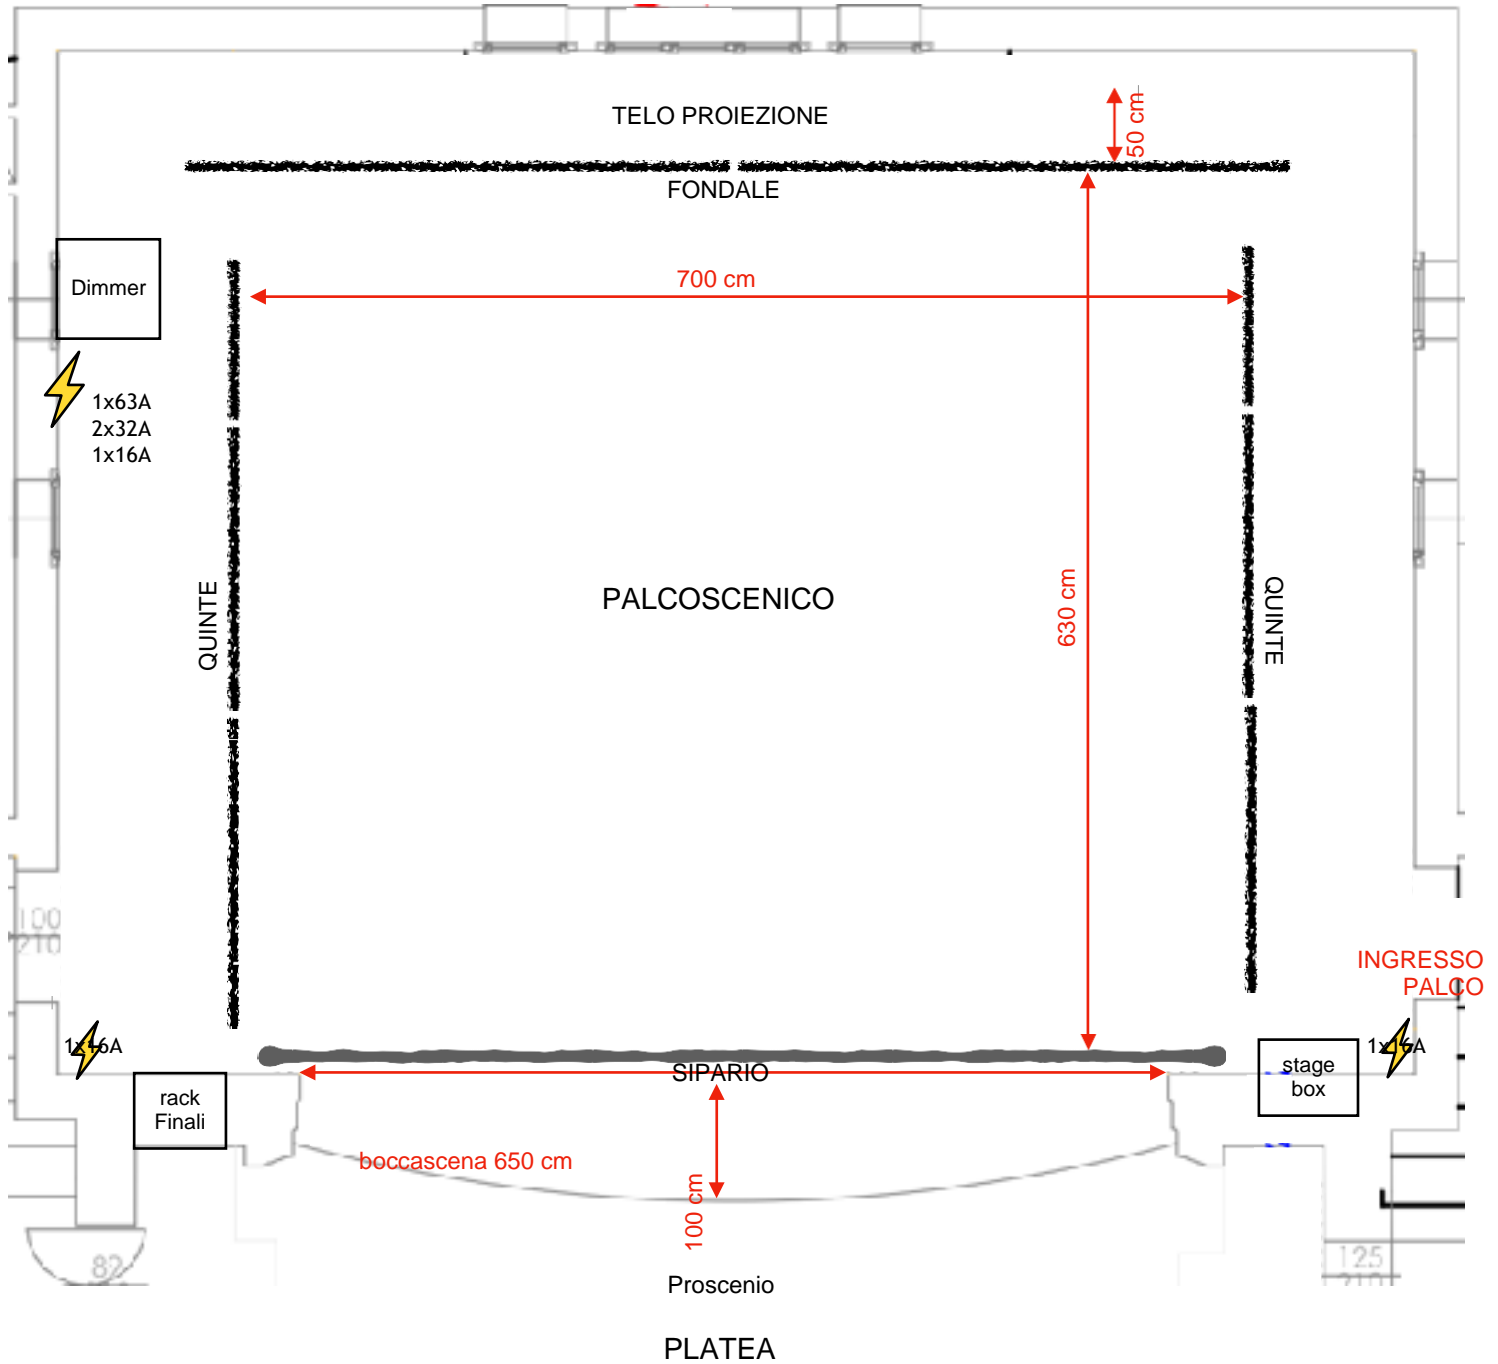 TELO PROIEZIONE
50 cm
FONDALE
700 cm
Dimmer
1x63A
2x32A
1x16A
QUINTE
PALCOSCENICO
630 cm
QUINTE
100
210
INGRESSO
PALCO
1x16A
1x16A
SIPARIO
stage
box
rack
Finali
boccascena 650 cm
100 cm
82
125
210
Proscenio
PLATEA